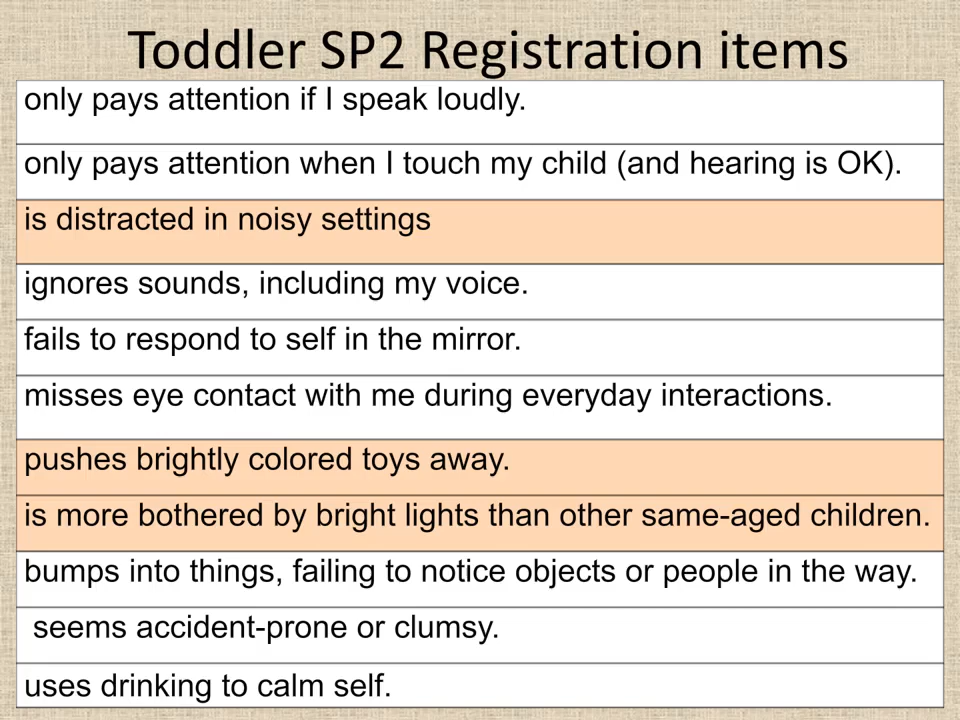 Toddler SP2 Registration items
only pays attention if I speak loudly.
only pays attention when I touch my child (and hearing is OK).
is distracted in noisy settings
ignores sounds, including my voice.
fails to respond to self in the mirror.
misses eye contact with me during everyday interactions.
pushes brightly colored toys away.
is more bothered by bright lights than other same-aged children.
bumps into things, failing to notice objects or people in the way.
seems accident-prone or clumsy.
uses drinking to calm self.